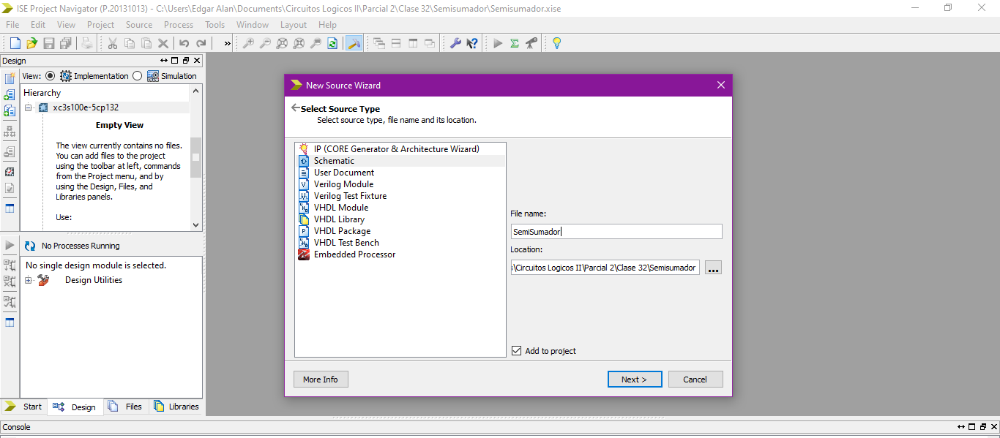 ISE Project Navigator (P.20131013) - C:\Users\Edgar Alan\Documents\Circuitos Logicos II\Parcial 2\Clase 32\Semisumador\Semisumador.xise
File Edit View Project Source Process Tools Window Layout Help
»
Design
View: Implementation Simulation
Hierarchy
xc3s100e-5cp132
Empty View
The view currently contains no files.
You can add files to the project
using the toolbar at left, commands
from the Project menu, and by
using the Design, Files, and
Libraries panels.
Use:
No Processes Running
No single design module is selected.
Design Utilities
Start Design Files Libraries
Console
New Source Wizard
Select Source Type
Select source type, file name and its location.
IP (CORE Generator & Architecture Wizard)
Schematic
User Document
Verilog Module
Verilog Test Fixture
VHDL Module
VHDL Library
VHDL Package
VHDL Test Bench
Embedded Processor
File name:
SemiSumador
Location:
\Circuitos Logicos II\Parcial 2\Clase 32\Semisumador
...
Add to project
More Info
Next >
Cancel